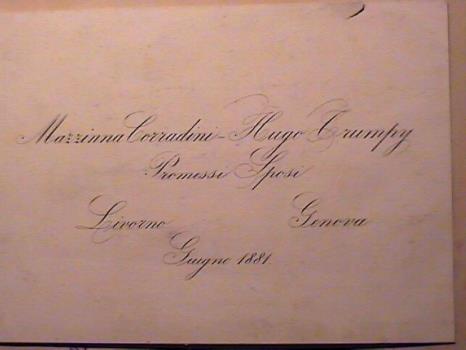 Mazzinna Corradini - Hugo Trumpy
Promessi Sposi
Livorno Genova
Giugno 1881.